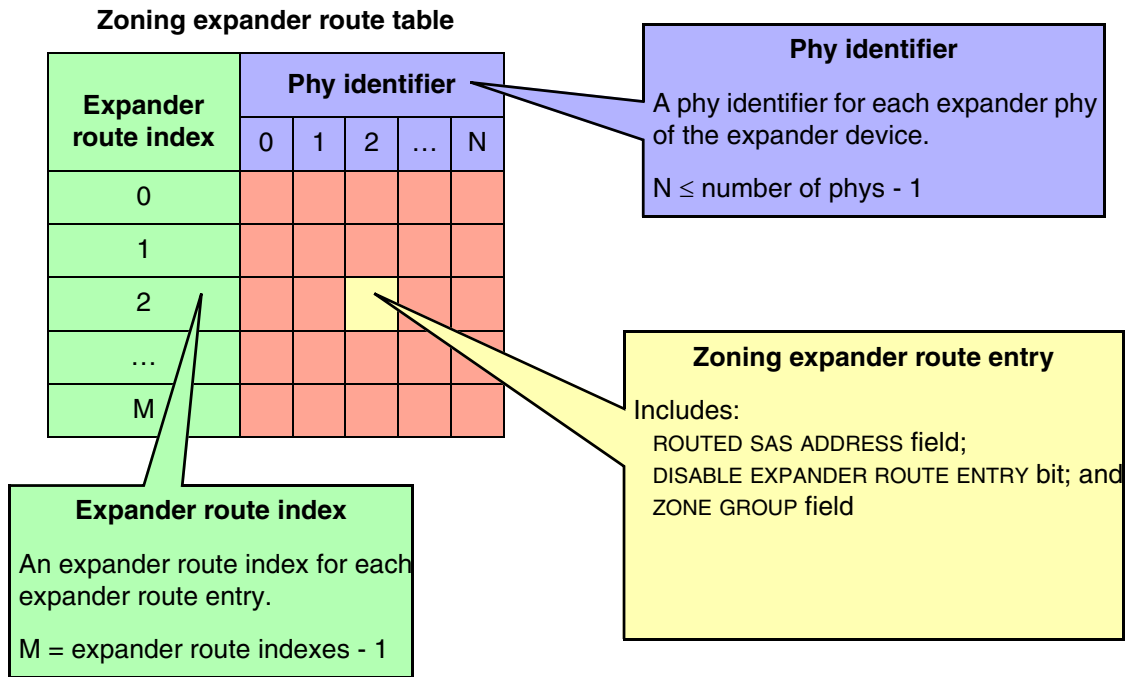 Zoning expander route table
Expander
route index
Phy identifier
0 1 2 … N
0
1
2
…
M
Phy identifier
A phy identifier for each expander phy
of the expander device.
N ≤ number of phys - 1
Zoning expander route entry
Includes:
ROUTED SAS ADDRESS field;
DISABLE EXPANDER ROUTE ENTRY bit; and
ZONE GROUP field
Expander route index
An expander route index for each
expander route entry.
M = expander route indexes - 1